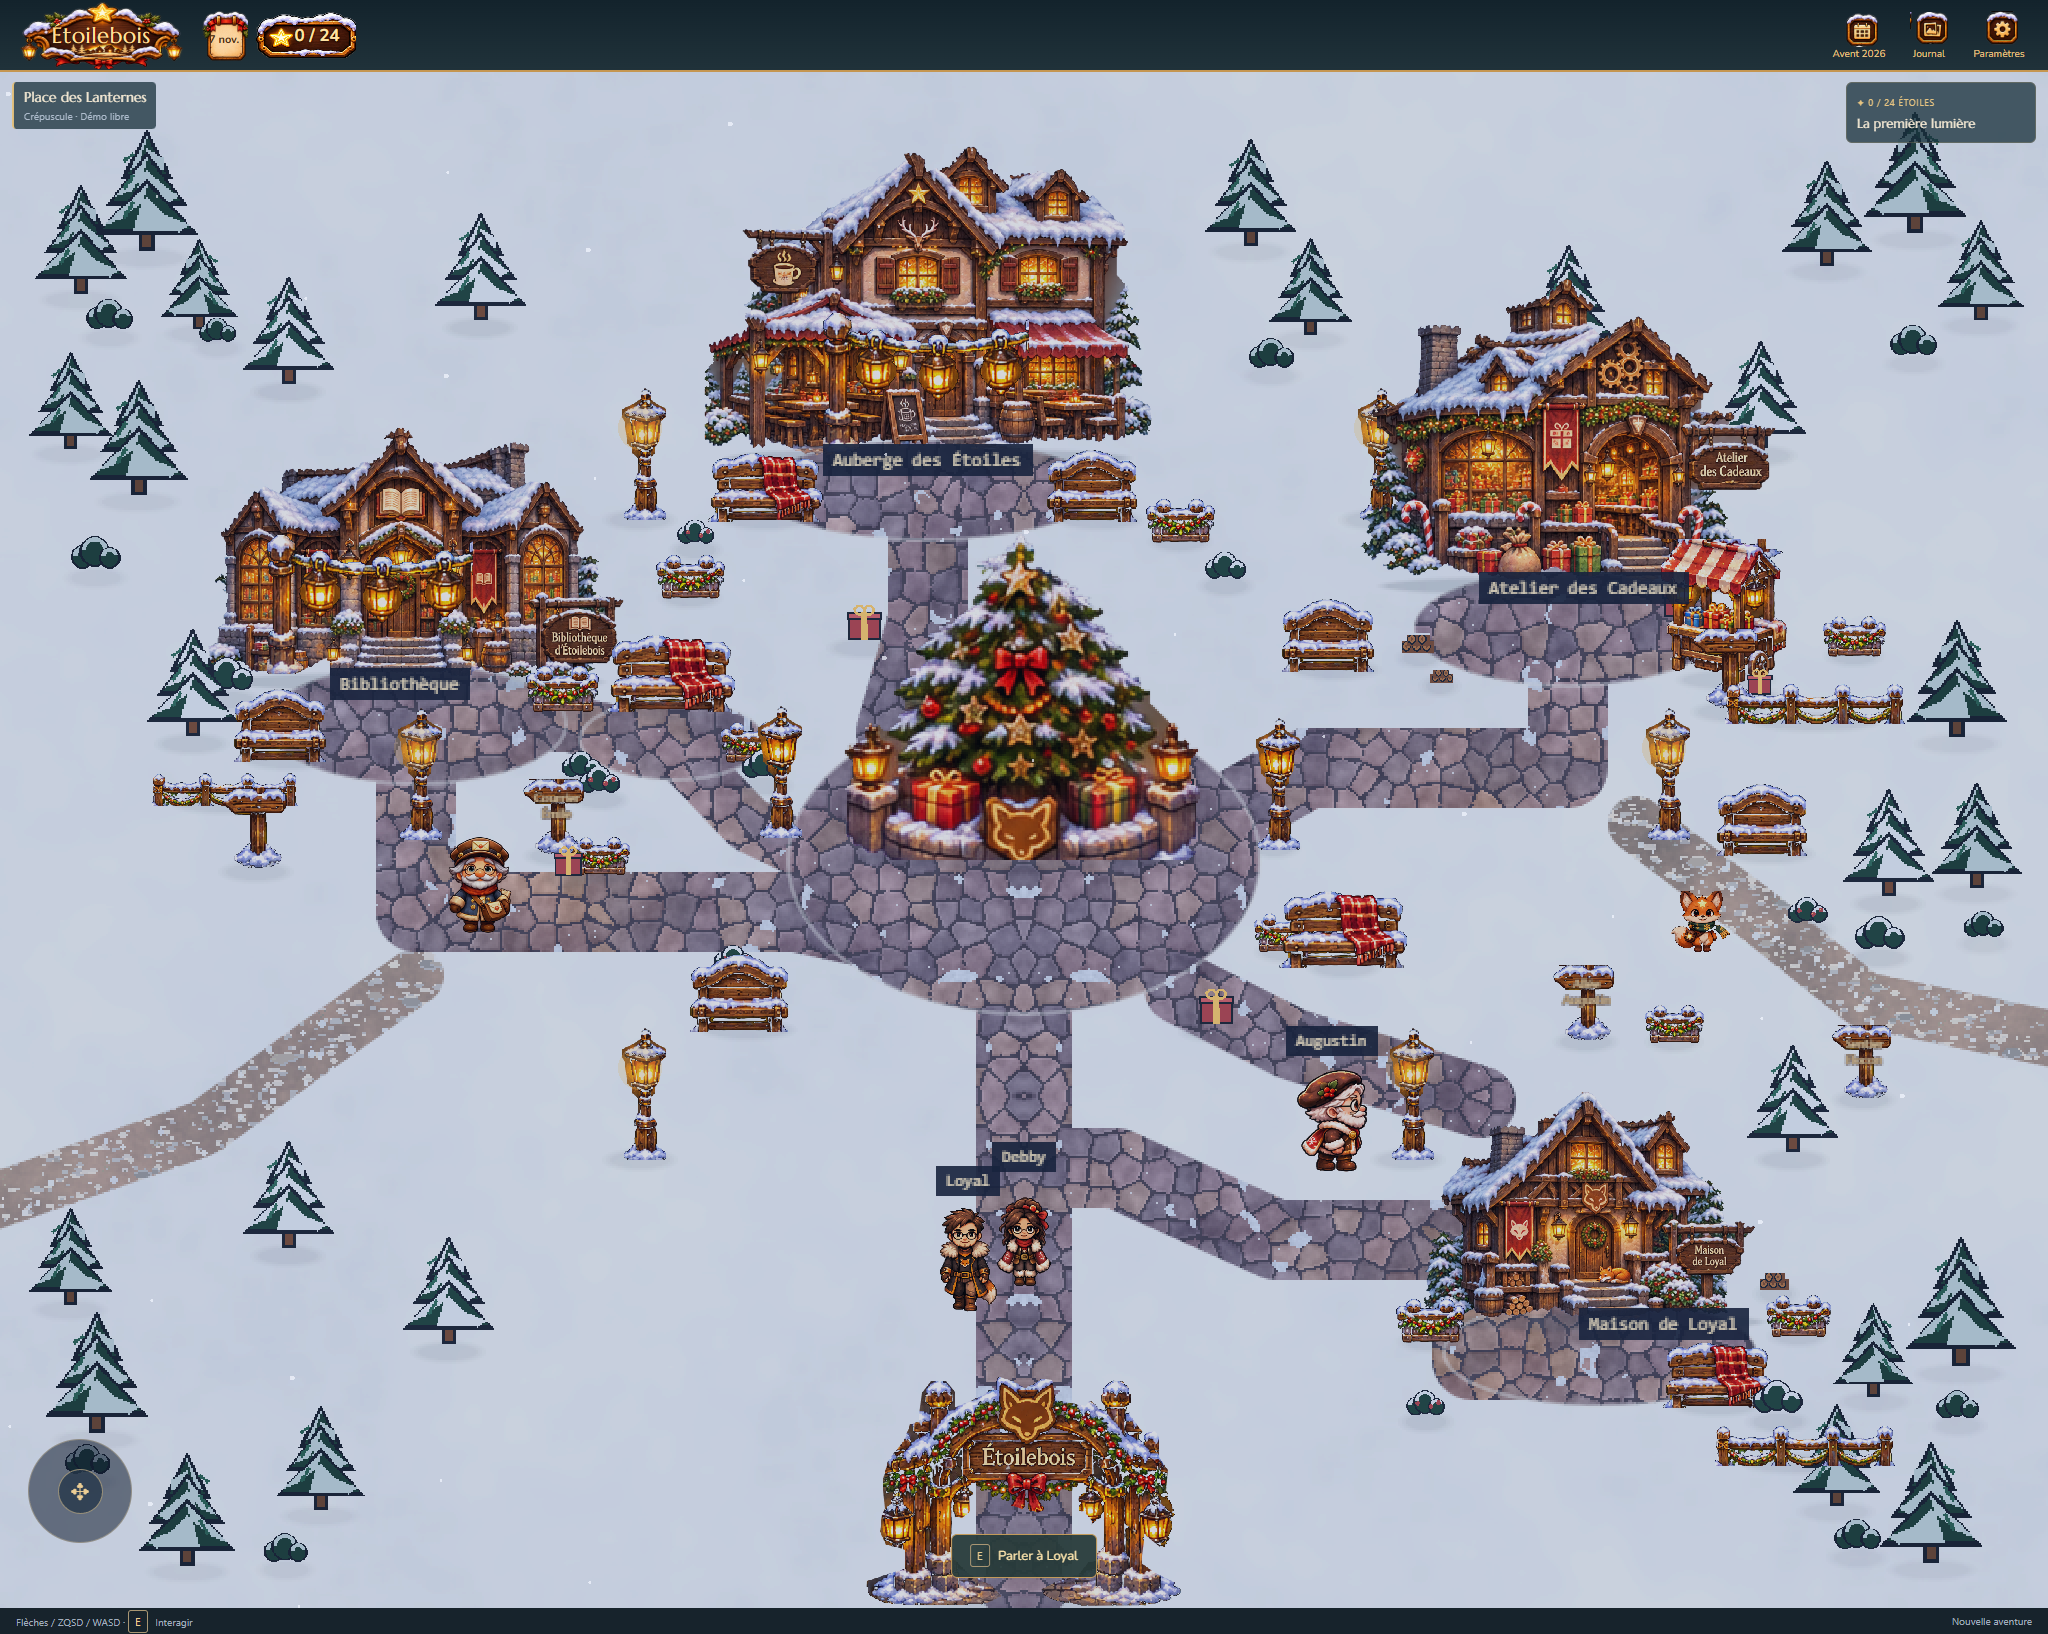 Étoilebois
7 nov.
0 / 24
Avent 2026
Journal
Paramètres
Place des Lanternes
Crépuscule · Démo libre
✦ 0 / 24 ÉTOILES
La première lumière
Auberge des Étoiles
Atelier
des Cadeaux
Atelier des Cadeaux
Bibliothèque
d'Étoilebois
Bibliothèque
Augustin
Debby
Loyal
Maison
de Loyal
Maison de Loyal
Étoilebois
E Parler à Loyal
Flèches / ZQSD / WASD · E Interagir
Nouvelle aventure